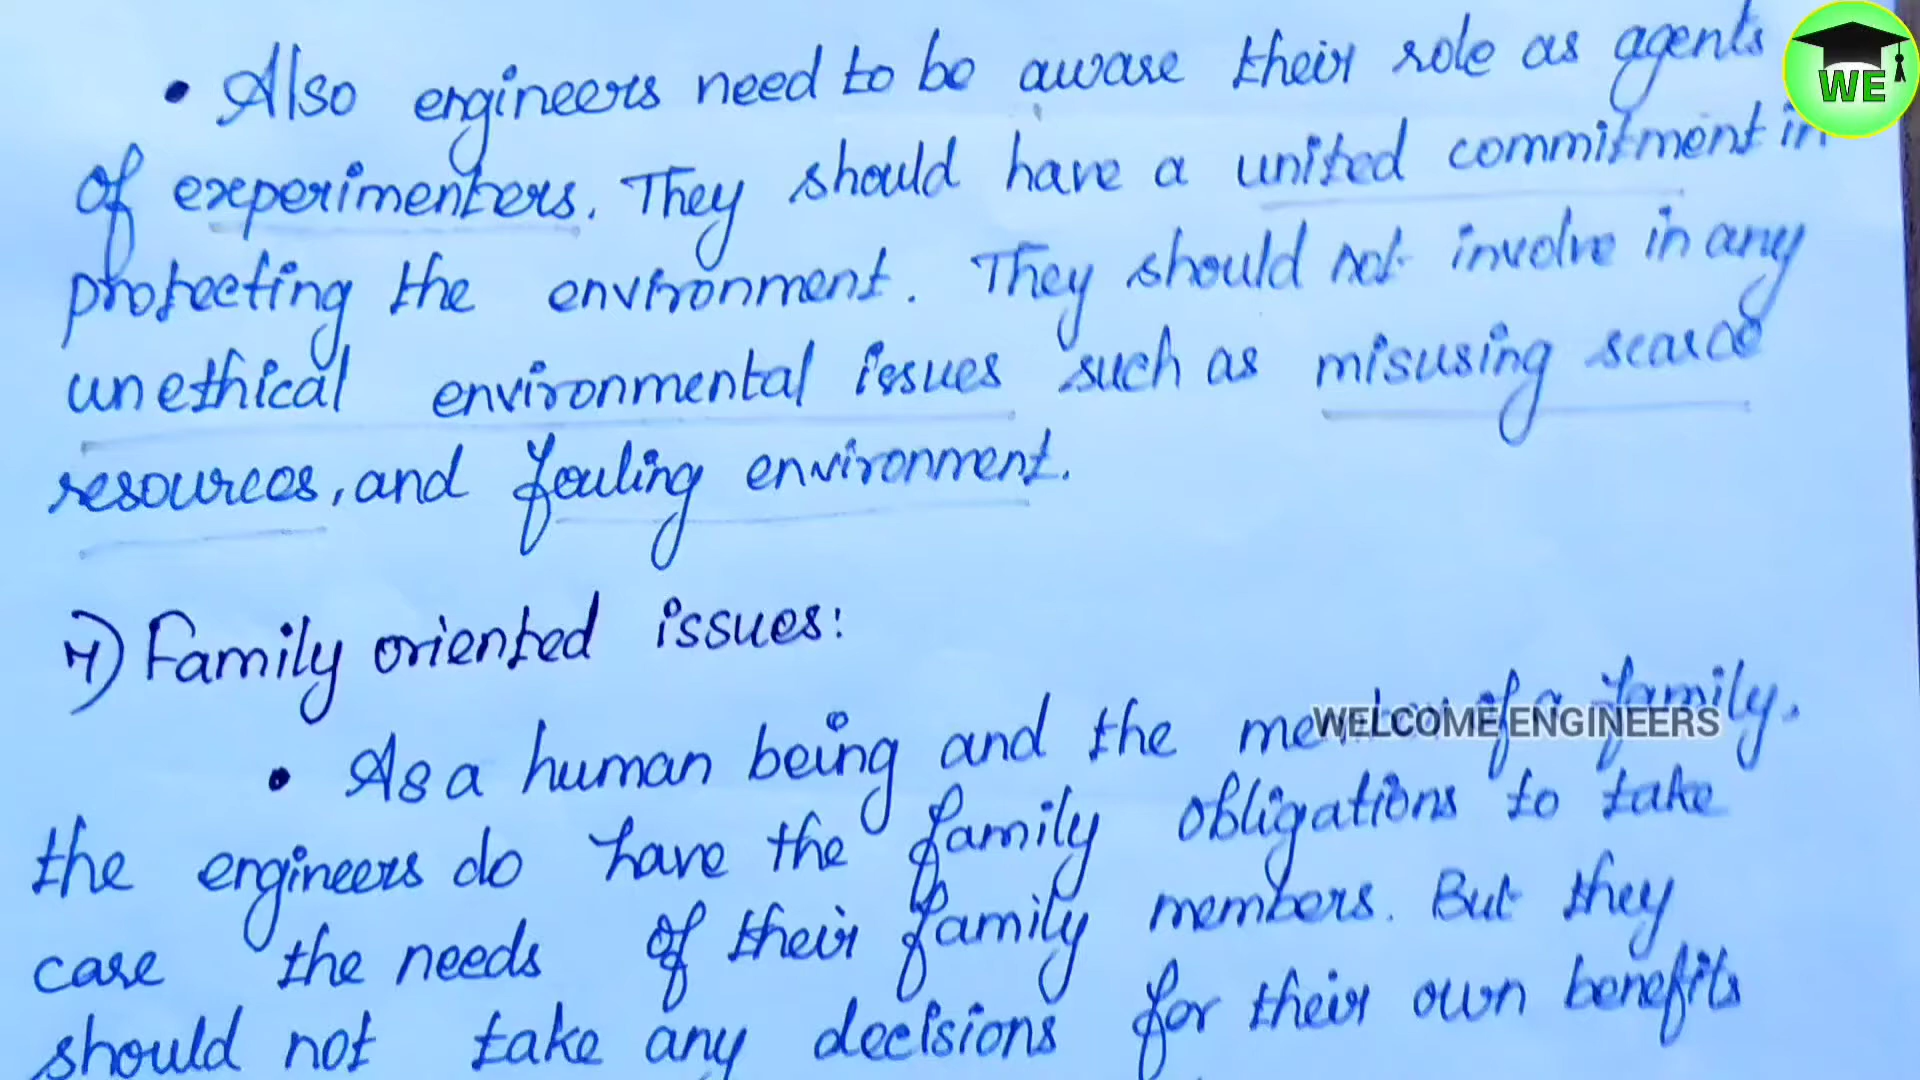 • Also engineers need to be aware their role as agents
of experimenters. They should have a united commitment in
protecting the environment. They should not involve in any
unethical environmental issues such as misusing scarce
resources, and fouling environment.
4) Family oriented issues:
• As a human being and the member of a family.
the engineers do have the family obligations to take
case the needs of their family members. But they
should not take any decisions for their own benefits
WE
WELCOME ENGINEERS